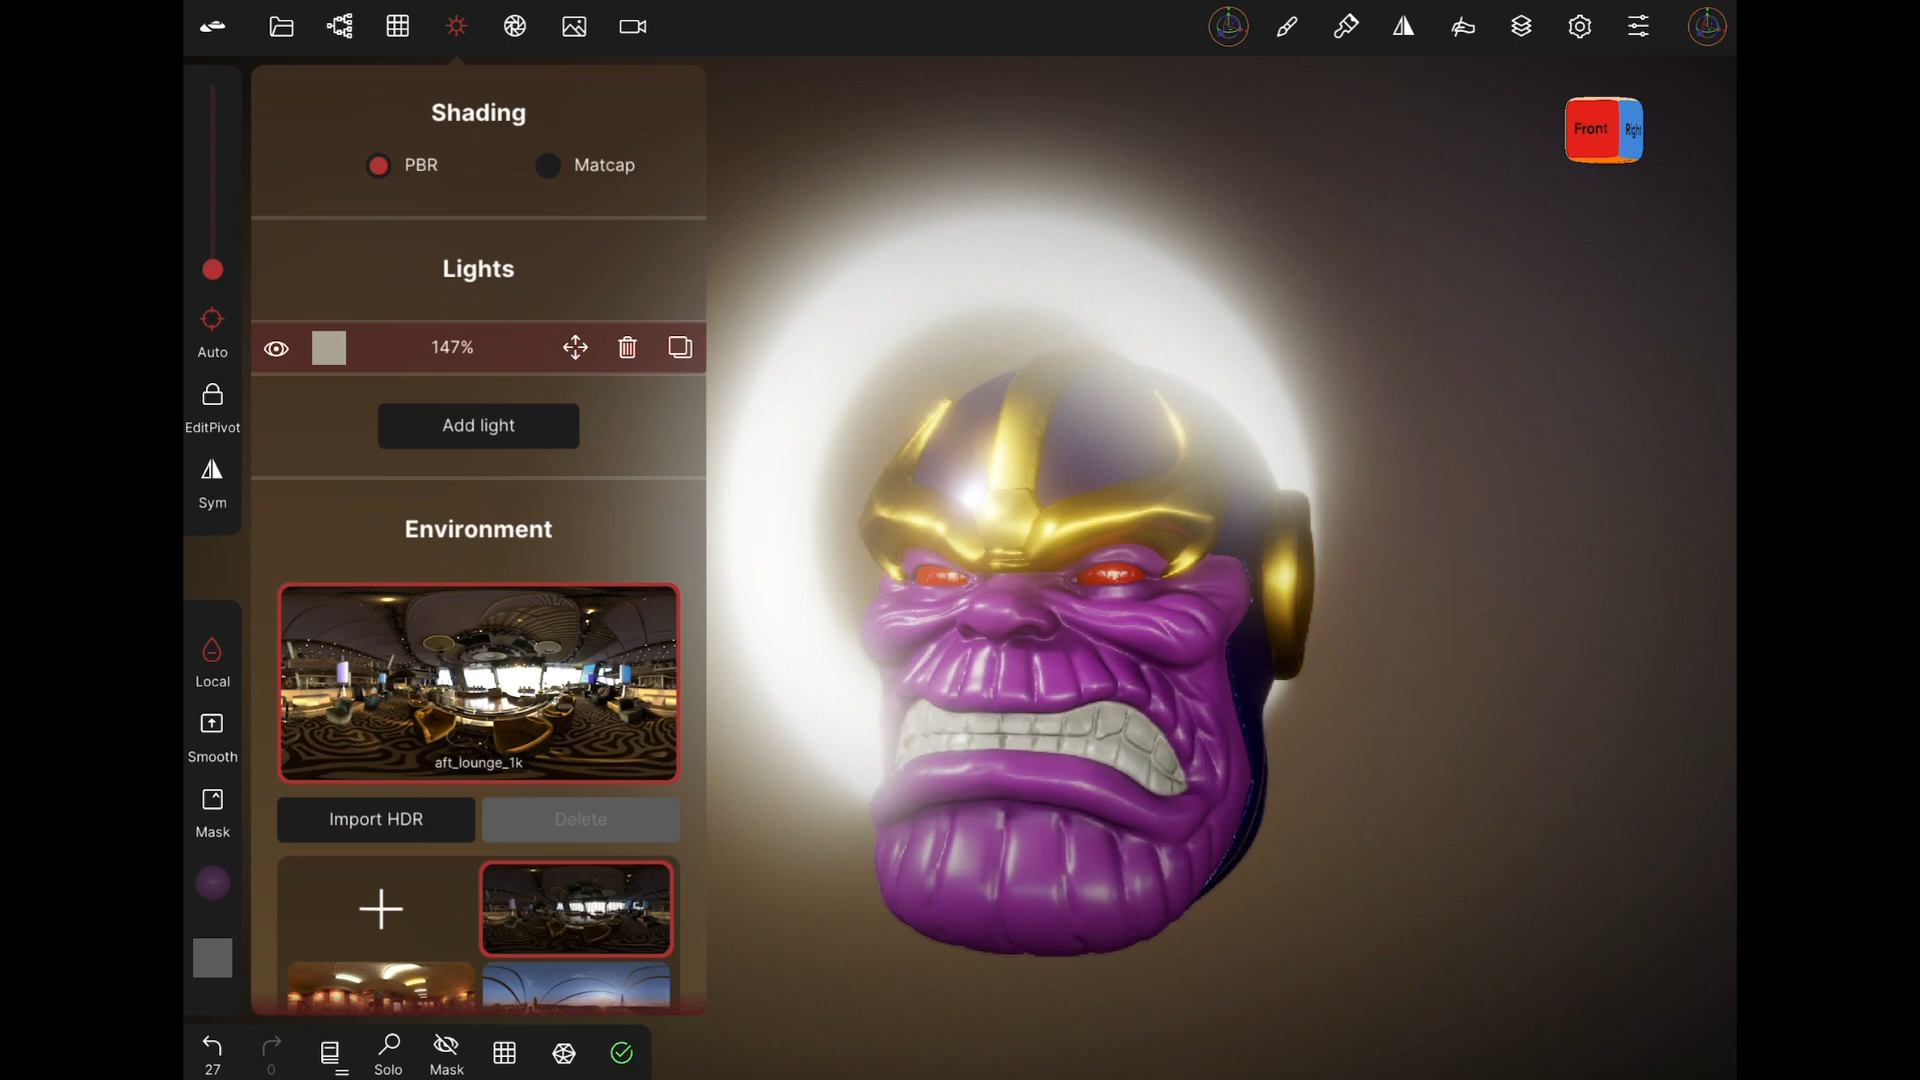 Shading
PBR
Matcap
Lights
147%
Add light
Environment
aft_lounge_1k
Import HDR
Delete
Auto
EditPivot
Sym
Local
Smooth
Mask
27
0
Solo
Mask
Front
Right